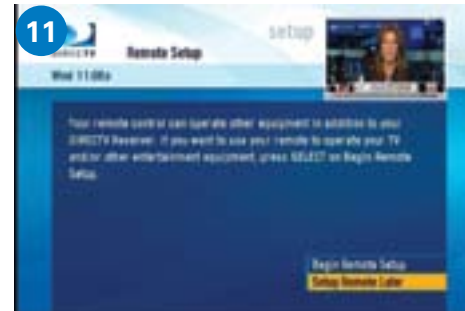 11
setup
DIRECTV
Remote Setup
Wed 11:08a
Your remote control can operate other equipment in addition to your
DIRECTV Receiver. If you want to use your remote to operate your TV
and/or other entertainment equipment, press SELECT on Begin Remote
Setup.
Begin Remote Setup
Setup Remote Later